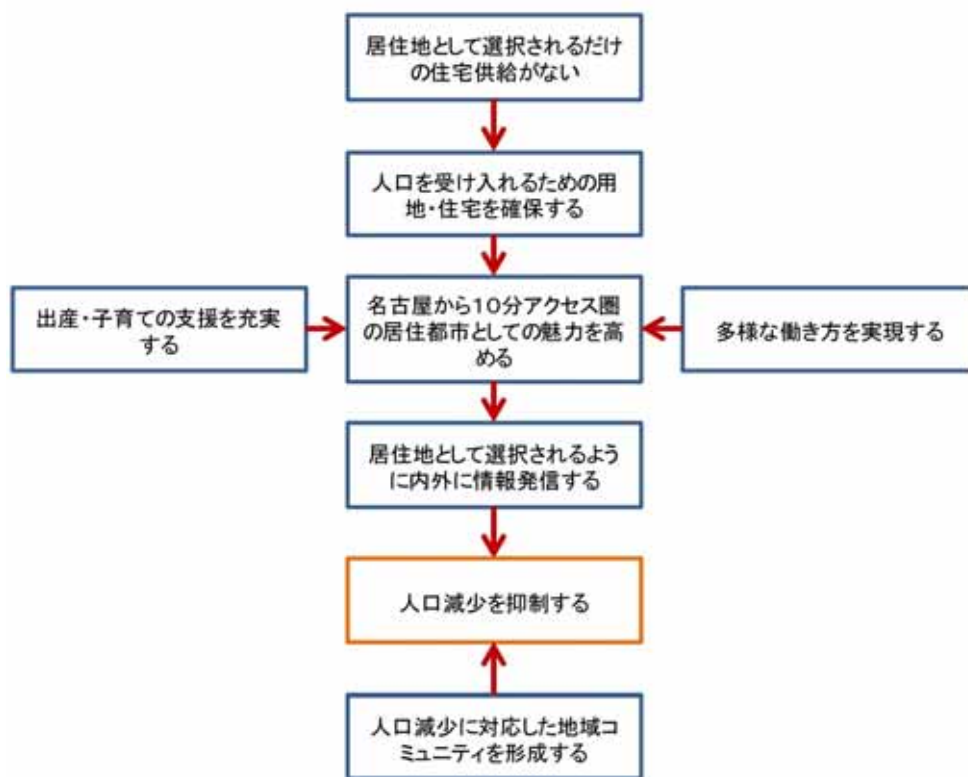 居住地として選択されるだけ
の住宅供給がない
人口を受け入れるための用
地・住宅を確保する
出産・子育ての支援を充実
する
名古屋から10分アクセス圏
の居住都市としての魅力を高
める
多様な働き方を実現する
居住地として選択されるよう
に内外に情報発信する
人口減少を抑制する
人口減少に対応した地域コ
ミュニティを形成する